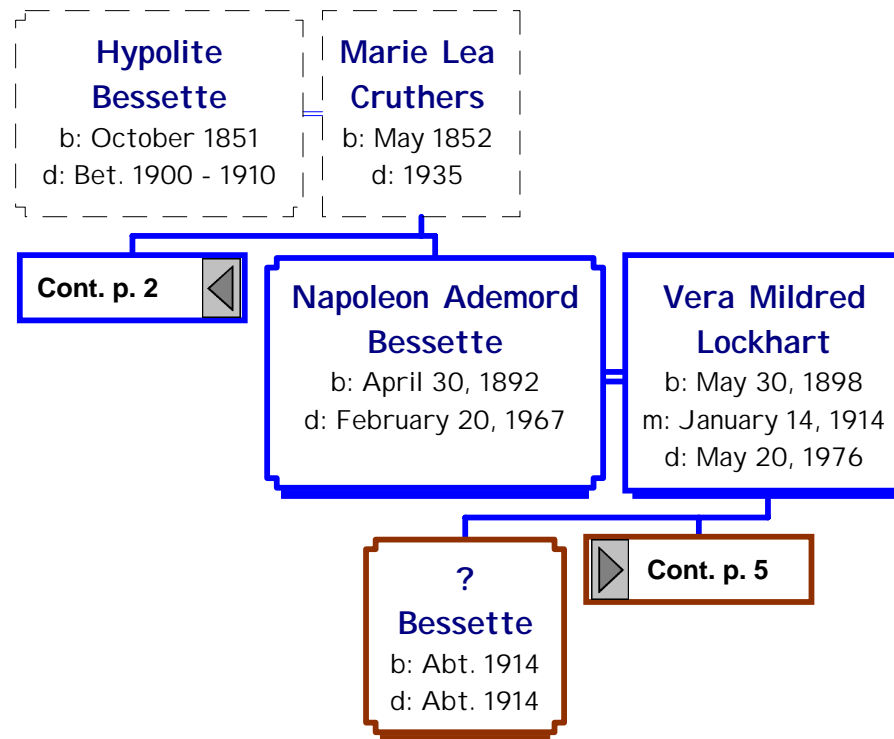 Hypolite
Bessette
b: October 1851
d: Bet. 1900 - 1910
Marie Lea
Cruthers
b: May 1852
d: 1935
Cont. p. 2
Napoleon Ademord
Bessette
b: April 30, 1892
d: February 20, 1967
Vera Mildred
Lockhart
b: May 30, 1898
m: January 14, 1914
d: May 20, 1976
?
Bessette
b: Abt. 1914
d: Abt. 1914
Cont. p. 5